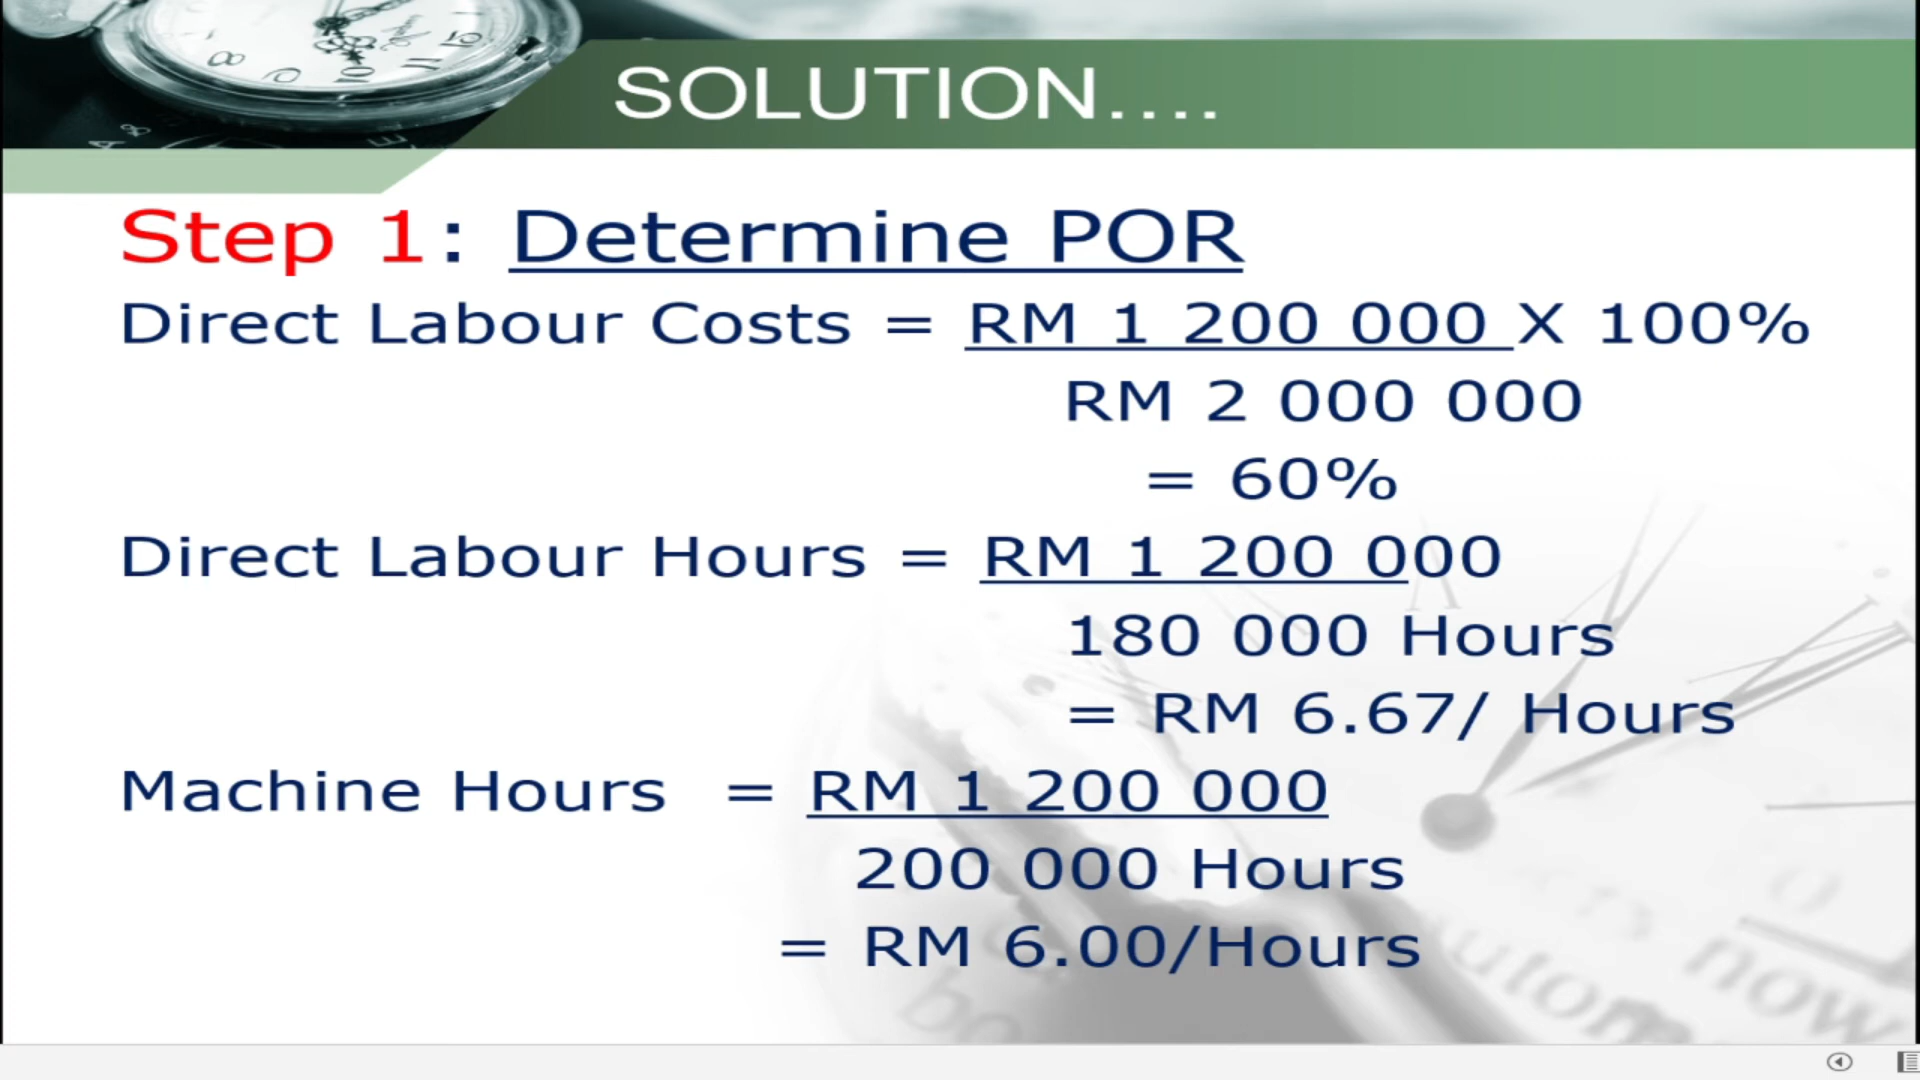 SOLUTION....
Step 1: Determine POR
Direct Labour Costs = RM 1 200 000 X 100%
RM 2 000 000
= 60%
Direct Labour Hours = RM 1 200 000
180 000 Hours
= RM 6.67/ Hours
Machine Hours = RM 1 200 000
200 000 Hours
= RM 6.00/Hours
now